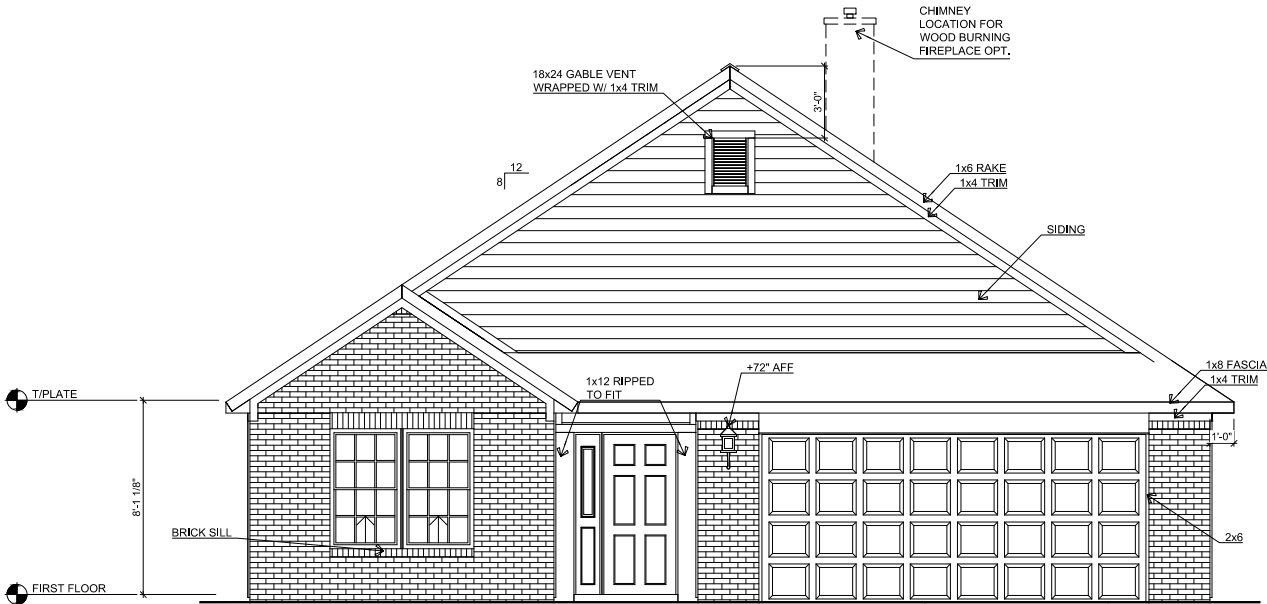 CHIMNEY
LOCATION FOR
WOOD BURNING
FIREPLACE OPT.
18x24 GABLE VENT
WRAPPED W/ 1x4 TRIM
3'-0"
12
8
1x6 RAKE
1x4 TRIM
SIDING
1x8 FASCIA
1x4 TRIM
+72" AFF
1x12 RIPPED
TO FIT
T/PLATE
1'-0"
8'-1 1/8"
BRICK SILL
2x6
FIRST FLOOR